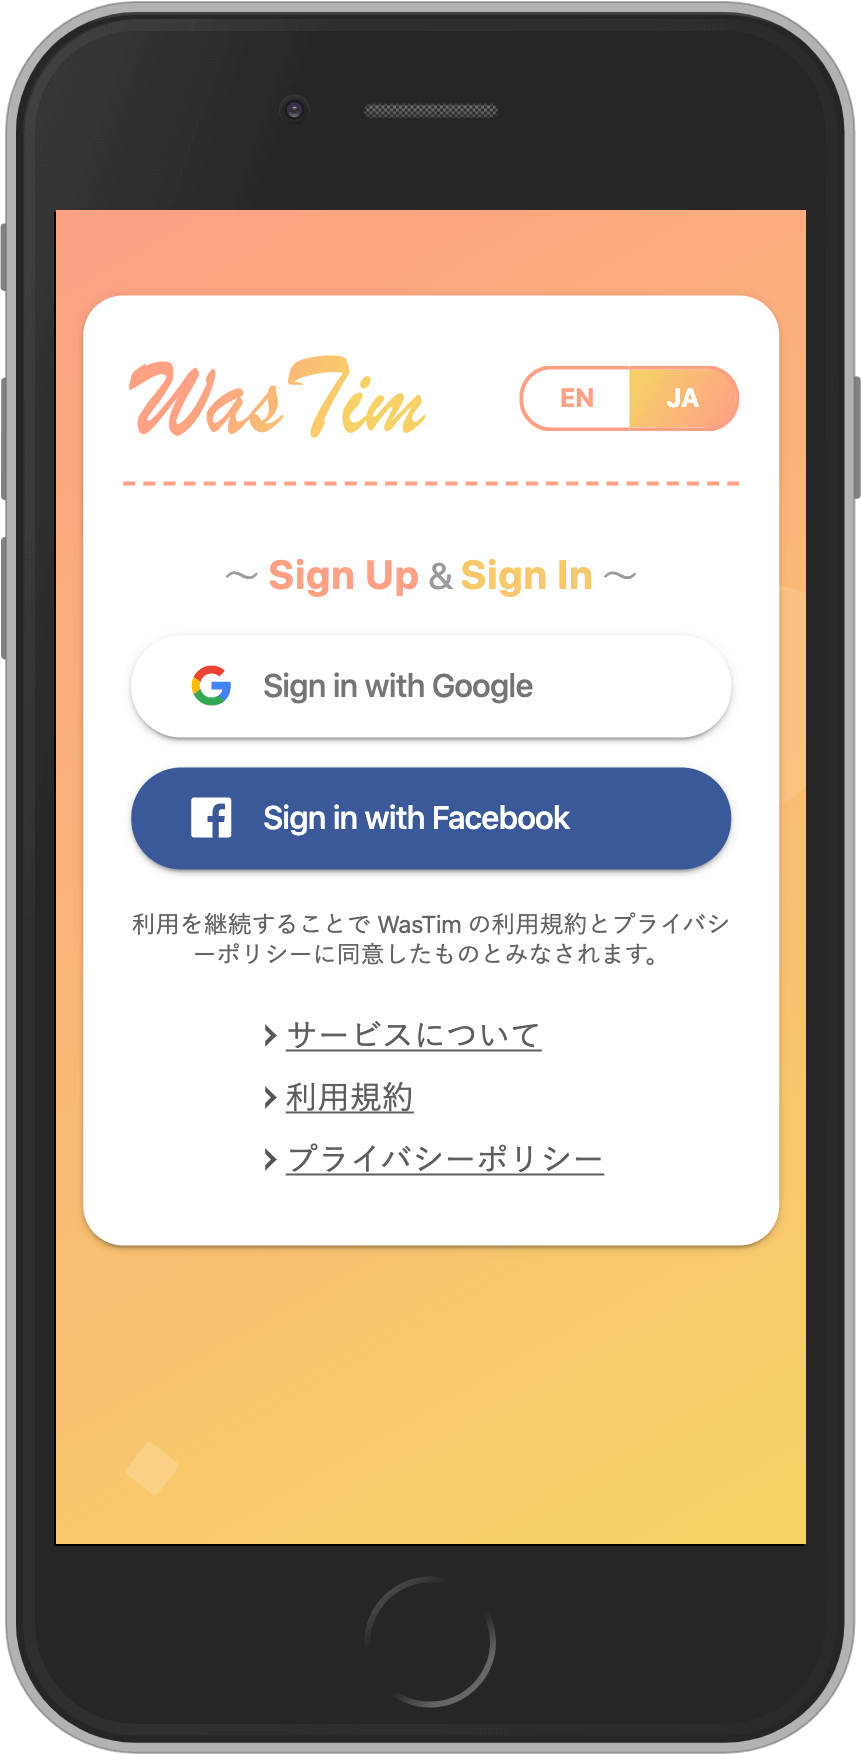 WasTim
EN JA
～ Sign Up & Sign In ～
Sign in with Google
Sign in with Facebook
利用を継続することで WasTim の利用規約とプライバシ
ーポリシーに同意したものとみなされます。
サービスについて
利用規約
プライバシーポリシー